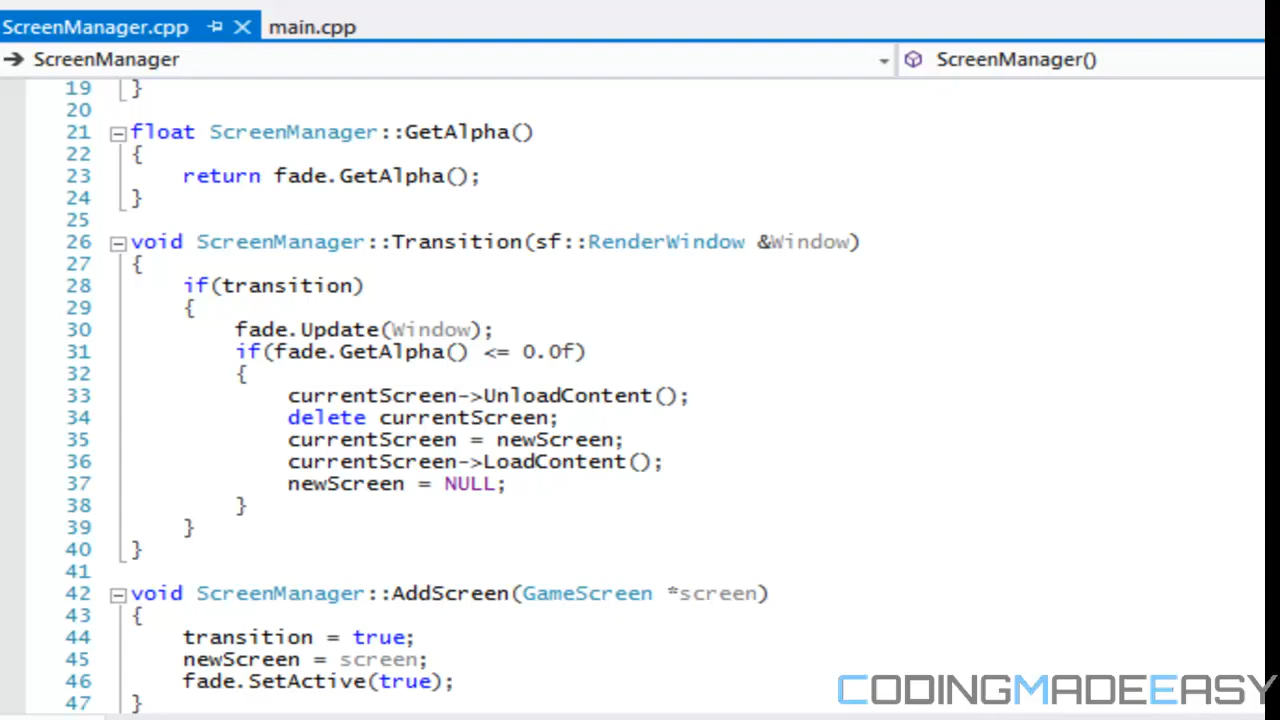 ScreenManager.cpp main.cpp
ScreenManager ScreenManager()
19 }
20
21 float ScreenManager::GetAlpha()
22 {
23 return fade.GetAlpha();
24 }
25
26 void ScreenManager::Transition(sf::RenderWindow &Window)
27 {
28 if(transition)
29 {
30 fade.Update(Window);
31 if(fade.GetAlpha() <= 0.0f)
32 {
33 currentScreen->UnloadContent();
34 delete currentScreen;
35 currentScreen = newScreen;
36 currentScreen->LoadContent();
37 newScreen = NULL;
38 }
39 }
40 }
41
42 void ScreenManager::AddScreen(GameScreen *screen)
43 {
44 transition = true;
45 newScreen = screen;
46 fade.SetActive(true);
47 }
CODINGMADEEASY